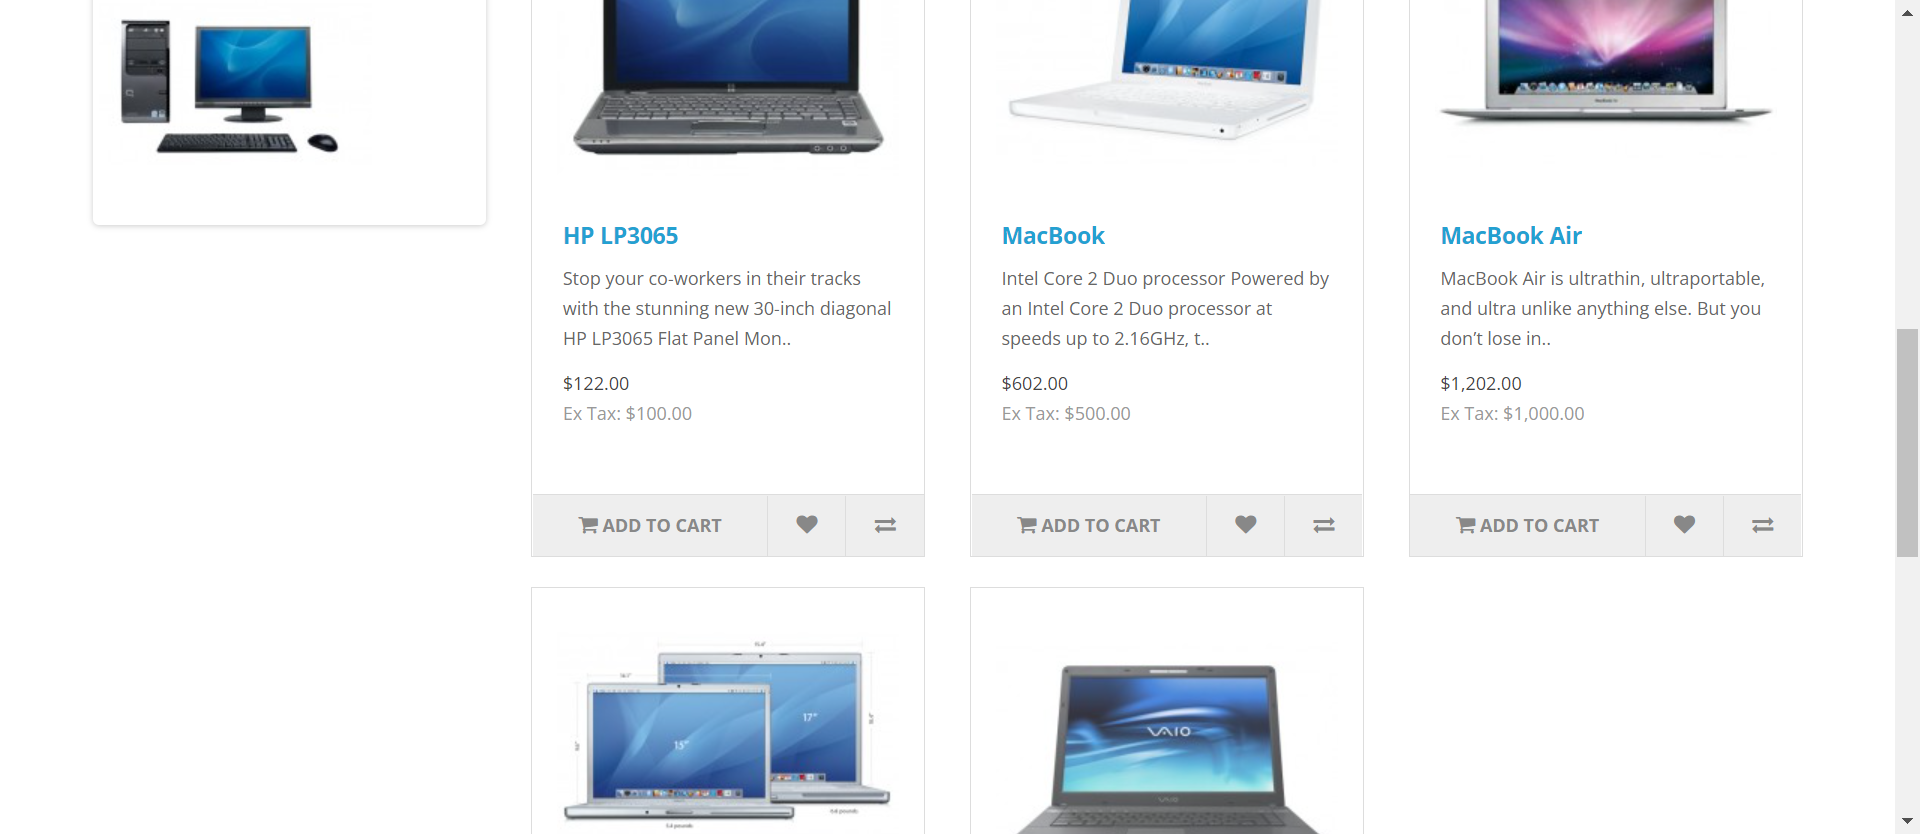 HP LP3065
Stop your co-workers in their tracks
with the stunning new 30-inch diagonal
HP LP3065 Flat Panel Mon..
$122.00
Ex Tax: $100.00
ADD TO CART
MacBook
Intel Core 2 Duo processor Powered by
an Intel Core 2 Duo processor at
speeds up to 2.16GHz, t..
$602.00
Ex Tax: $500.00
ADD TO CART
MacBook Air
MacBook Air is ultrathin, ultraportable,
and ultra unlike anything else. But you
don’t lose in..
$1,202.00
Ex Tax: $1,000.00
ADD TO CART
17"
15"
VAIO